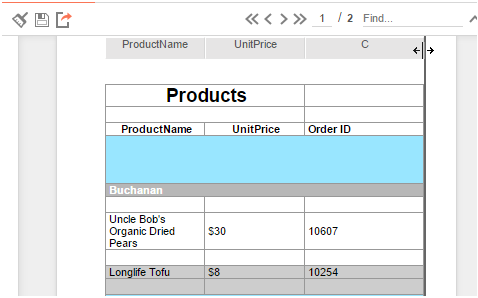 1 / 2 Find...
ProductName UnitPrice C
Products
ProductName UnitPrice Order ID
Buchanan
Uncle Bob's
Organic Dried $30 10607
Pears
Longlife Tofu $8 10254